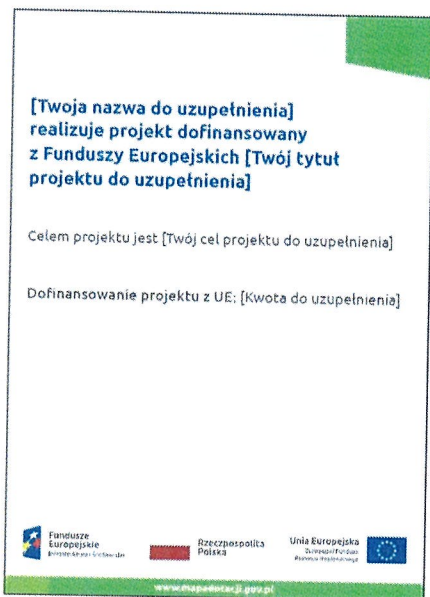 [Twoja nazwa do uzupełnienia]
realizuje projekt dofinansowany
z Funduszy Europejskich [Twój tytuł
projektu do uzupełnienia]
Celem projektu jest [Twój cel projektu do uzupełnienia]
Dofinansowanie projektu z UE: [Kwota do uzupełnienia]
Fundusze
Europejskie
Rzeczpospolita
Polska
Unia Europejska
www.mapadotacji.gov.pl